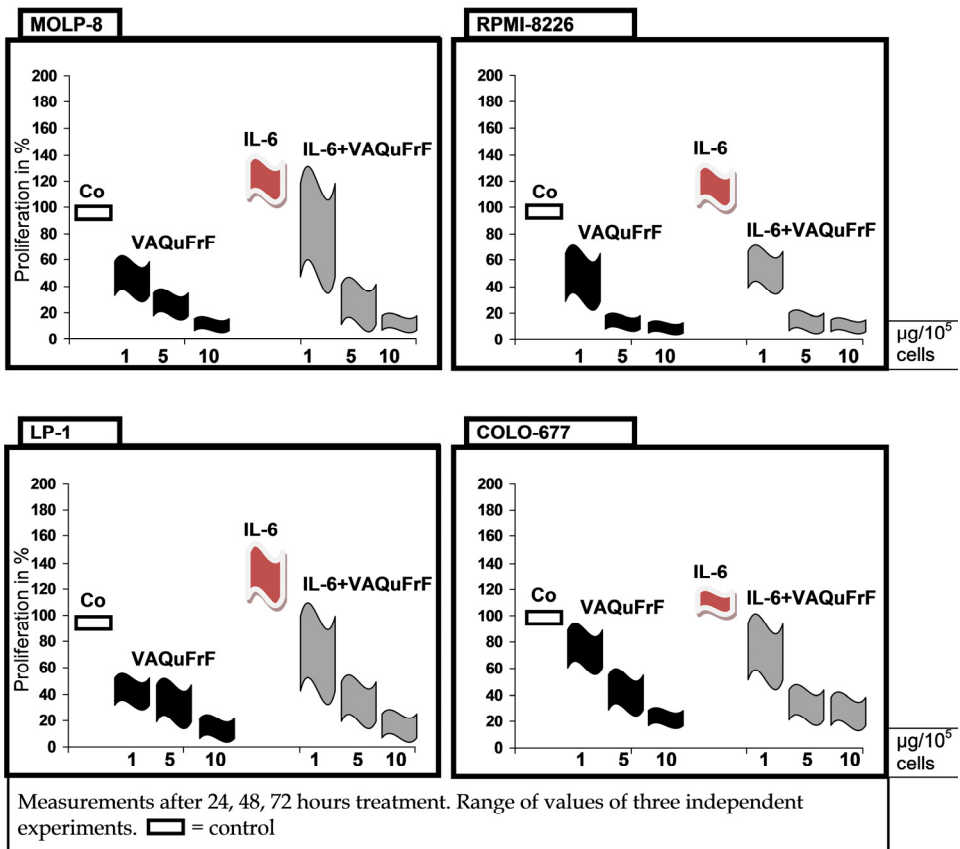 MOLP-8
200
180
160
140
120
100
80
60
40
20
0
Proliferation in %
Co
VAQuFrF
IL-6
IL-6+VAQuFrF
1 5 10 1 5 10
RPMI-8226
200
180
160
140
120
100
80
60
40
20
0
Co
VAQuFrF
IL-6
IL-6+VAQuFrF
1 5 10 1 5 10
µg/10⁵
cells
LP-1
200
180
160
140
120
100
80
60
40
20
0
Proliferation in %
Co
VAQuFrF
IL-6
IL-6+VAQuFrF
1 5 10 1 5 10
COLO-677
200
180
160
140
120
100
80
60
40
20
0
Co
VAQuFrF
IL-6
IL-6+VAQuFrF
1 5 10 1 5 10
µg/10⁵
cells
Measurements after 24, 48, 72 hours treatment. Range of values of three independent
experiments. = control